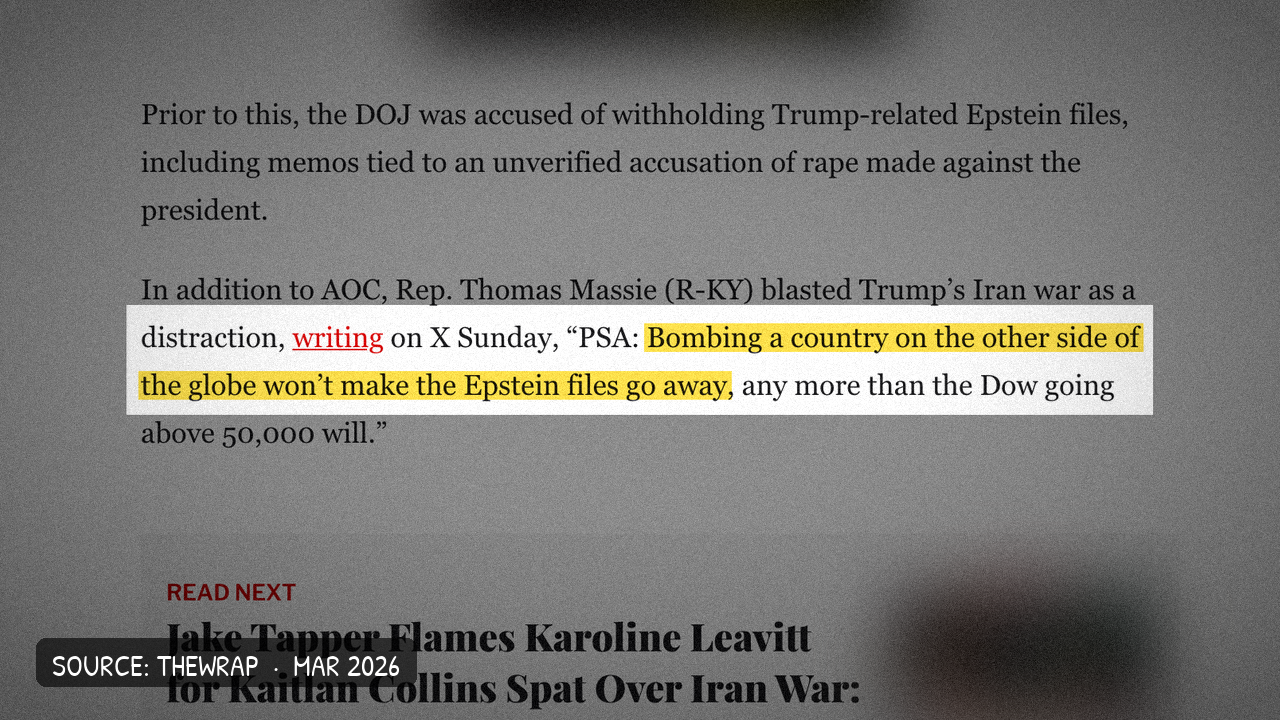 Prior to this, the DOJ was accused of withholding Trump-related Epstein files,
including memos tied to an unverified accusation of rape made against the
president.
In addition to AOC, Rep. Thomas Massie (R-KY) blasted Trump’s Iran war as a
distraction, writing on X Sunday, “PSA: Bombing a country on the other side of
the globe won’t make the Epstein files go away, any more than the Dow going
above 50,000 will.”
READ NEXT
Jake Tapper Flames Karoline Leavitt
for Kaitlan Collins Spat Over Iran War:
SOURCE: THEWRAP · MAR 2026